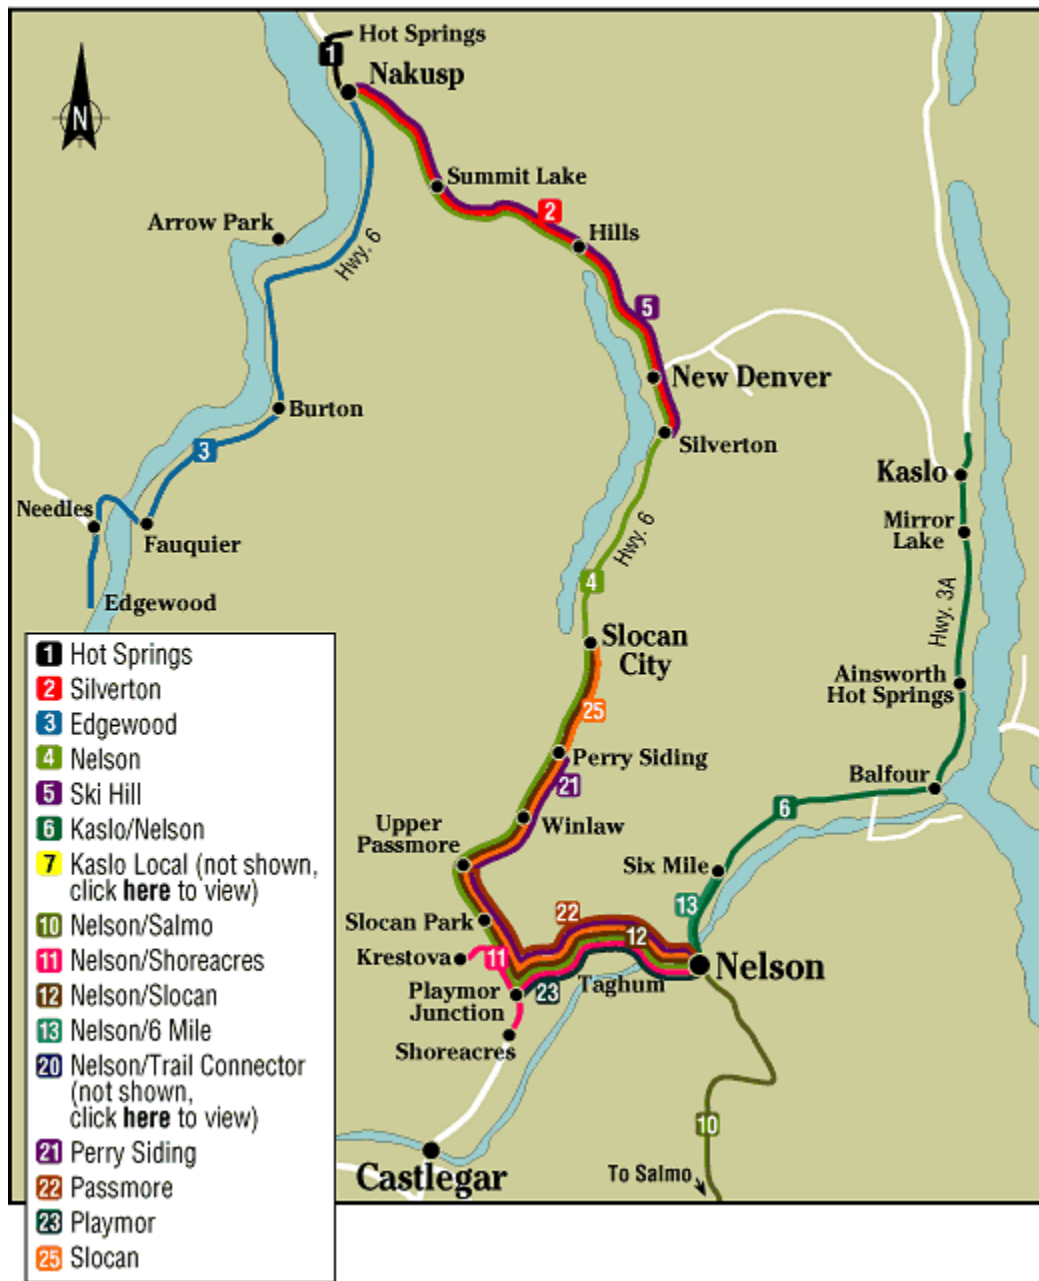 Hot Springs
1
Nakusp
N
Summit Lake
2
Arrow Park
Hills
Hwy. 6
5
New Denver
Burton
3
Silverton
Kaslo
Needles
Mirror
Lake
Fauquier
Hwy. 6
4
Edgewood
Hwy. 3A
Slocan
City
Ainsworth
Hot Springs
25
Perry Siding
21
Balfour
6
Winlaw
Upper
Passmore
Six Mile
13
22
Slocan Park
12
Krestova
11
Nelson
Taghum
23
Playmor
Junction
Shoreacres
10
Castlegar
To Salmo
1 Hot Springs
2 Silverton
3 Edgewood
4 Nelson
5 Ski Hill
6 Kaslo/Nelson
7 Kaslo Local (not shown,
click here to view)
10 Nelson/Salmo
11 Nelson/Shoreacres
12 Nelson/Slocan
13 Nelson/6 Mile
20 Nelson/Trail Connector
(not shown,
click here to view)
21 Perry Siding
22 Passmore
23 Playmor
25 Slocan